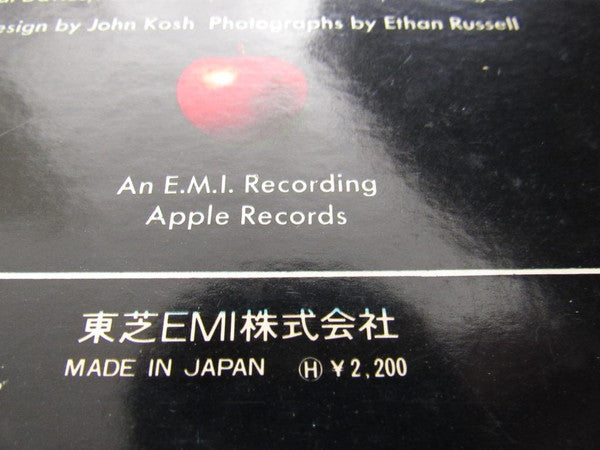 esign by John Kosh Photographs by Ethan Russell
An E.M.I. Recording
Apple Records
東芝EMI株式会社
MADE IN JAPAN Ⓗ ¥2,200